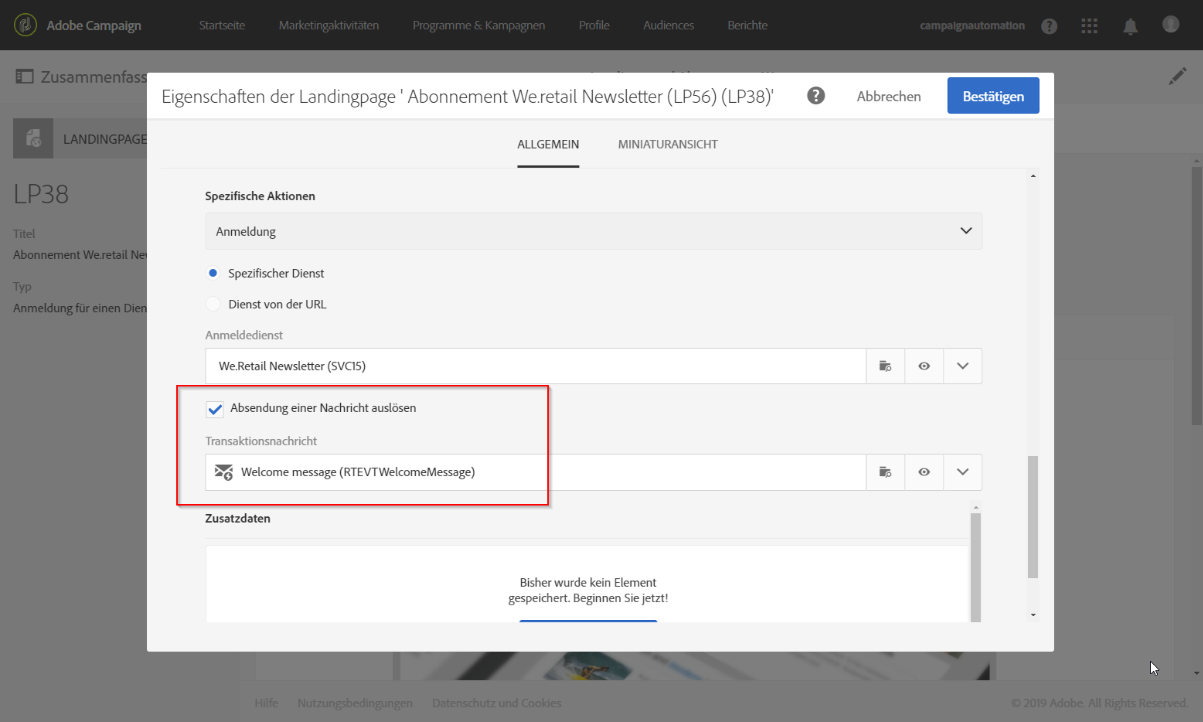 Adobe Campaign
Startseite
Marketingaktivitäten
Programme & Kampagnen
Profile
Audiences
Berichte
campaignautomation
Zusammenfass
Eigenschaften der Landingpage ' Abonnement We.retail Newsletter (LP56) (LP38)'
Abbrechen
Bestätigen
LANDINGPAGE
ALLGEMEIN
MINIATURANSICHT
LP38
Titel
Abonnement We.retail Nev
Typ
Anmeldung für einen Dien
Spezifische Aktionen
Anmeldung
Spezifischer Dienst
Dienst von der URL
Anmeldedienst
We.Retail Newsletter (SVC15)
Absendung einer Nachricht auslösen
Transaktionsnachricht
Welcome message (RTEVTWelcomeMessage)
Zusatzdaten
Bisher wurde kein Element
gespeichert. Beginnen Sie jetzt!
Hilfe
Nutzungsbedingungen
Datenschutz und Cookies
© 2019 Adobe. All Rights Reserved.